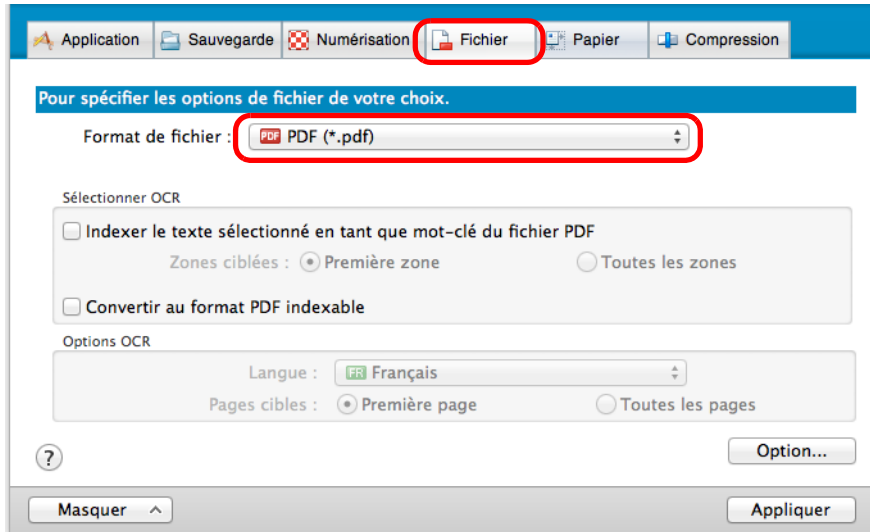 Application Sauvegarde Numérisation Fichier Papier Compression
Pour spécifier les options de fichier de votre choix.
Format de fichier : PDF PDF (*.pdf)
Sélectionner OCR
Indexer le texte sélectionné en tant que mot-clé du fichier PDF
Zones ciblées : Première zone Toutes les zones
Convertir au format PDF indexable
Options OCR
Langue : FR Français
Pages cibles : Première page Toutes les pages
? Option...
Masquer Appliquer